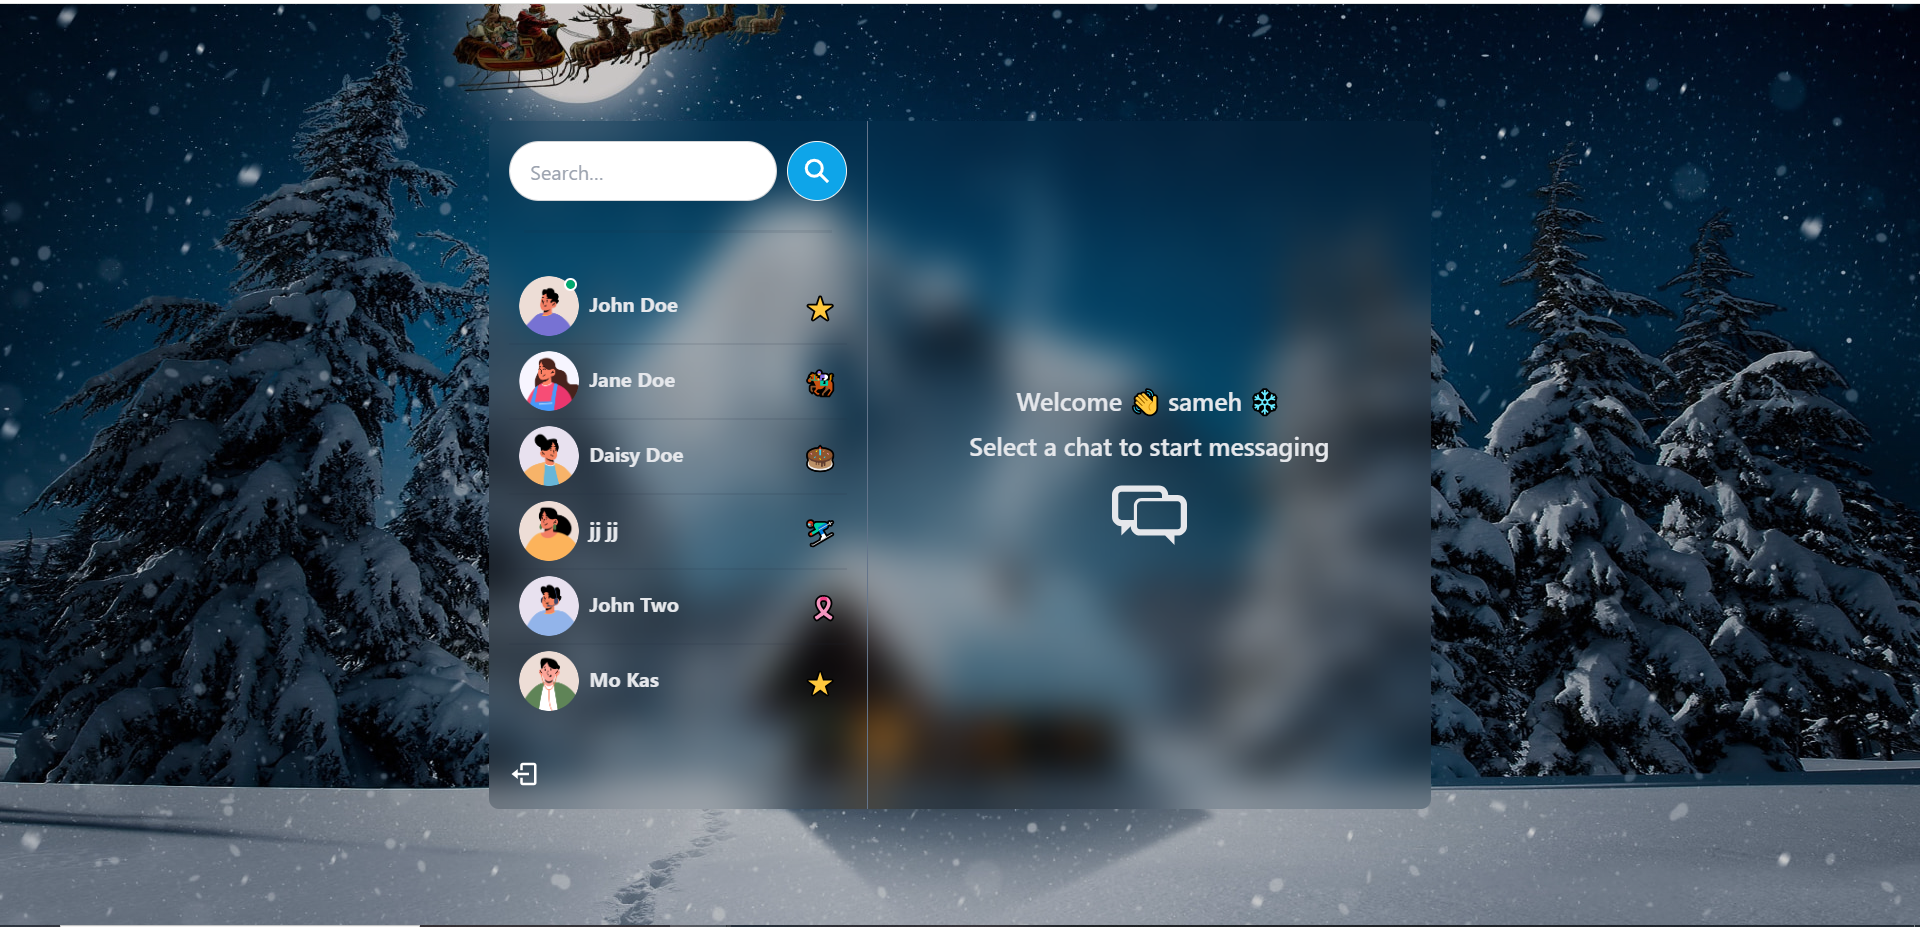 Search...
John Doe
Jane Doe
Daisy Doe
jj jj
John Two
Mo Kas
Welcome 👋 sameh ❄️
Select a chat to start messaging